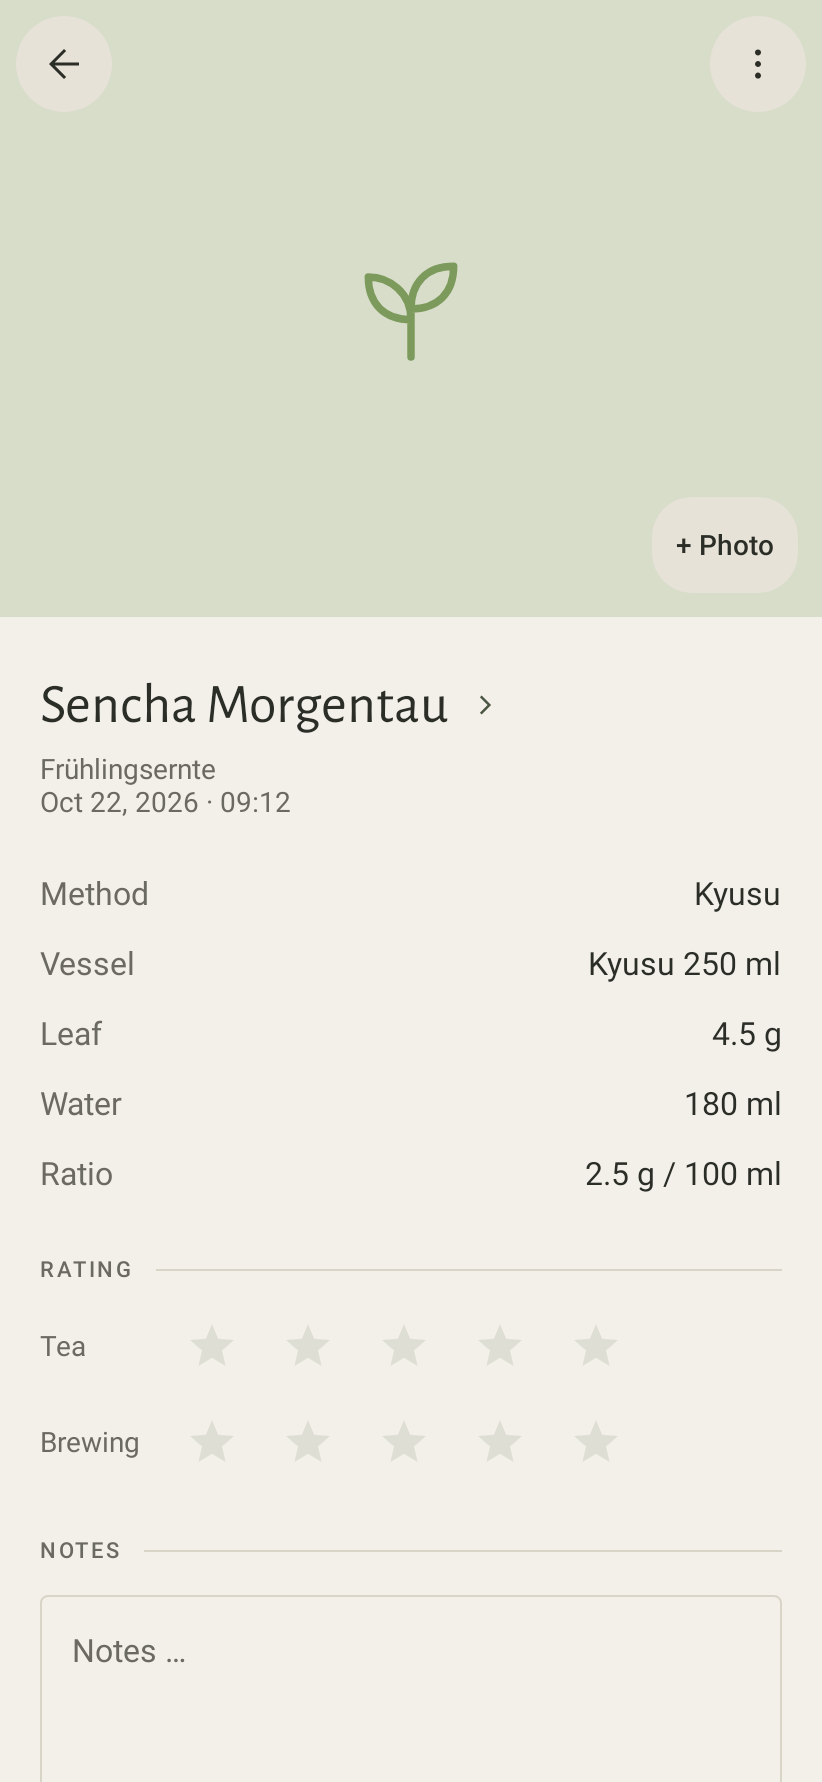 + Photo
Sencha Morgentau
Frühlingsernte
Oct 22, 2026 · 09:12
Method Kyusu
Vessel Kyusu 250 ml
Leaf 4.5 g
Water 180 ml
Ratio 2.5 g / 100 ml
RATING
Tea
Brewing
NOTES
Notes …